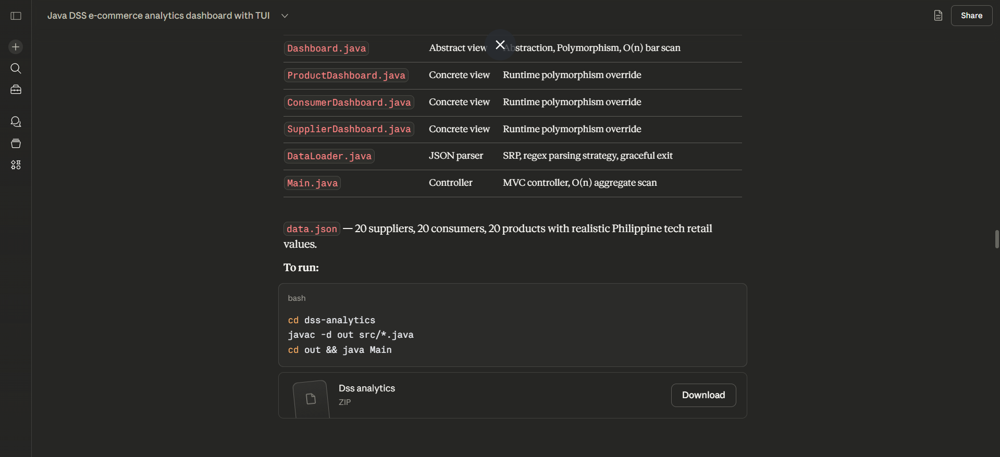 Java DSS e-commerce analytics dashboard with TUI
Share
Dashboard.java Abstract view Abstraction, Polymorphism, O(n) bar scan
ProductDashboard.java Concrete view Runtime polymorphism override
ConsumerDashboard.java Concrete view Runtime polymorphism override
SupplierDashboard.java Concrete view Runtime polymorphism override
DataLoader.java JSON parser SRP, regex parsing strategy, graceful exit
Main.java Controller MVC controller, O(n) aggregate scan
data.json — 20 suppliers, 20 consumers, 20 products with realistic Philippine tech retail
values.
To run:
bash
cd dss-analytics
javac -d out src/*.java
cd out && java Main
Dss analytics
ZIP
Download